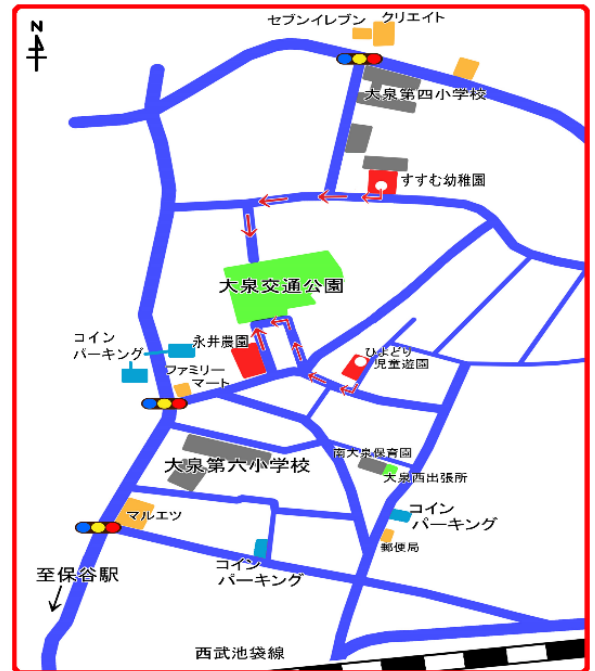 セブンイレブン
クリエイト
N
大泉第四小学校
すすむ幼稚園
大泉交通公園
コイン
パーキング
永井農園
ひよどり
児童遊園
ファミリー
マート
南大泉保育園
大泉第六小学校
大泉西出張所
コイン
パーキング
マルエツ
郵便局
コイン
パーキング
至保谷駅
西武池袋線